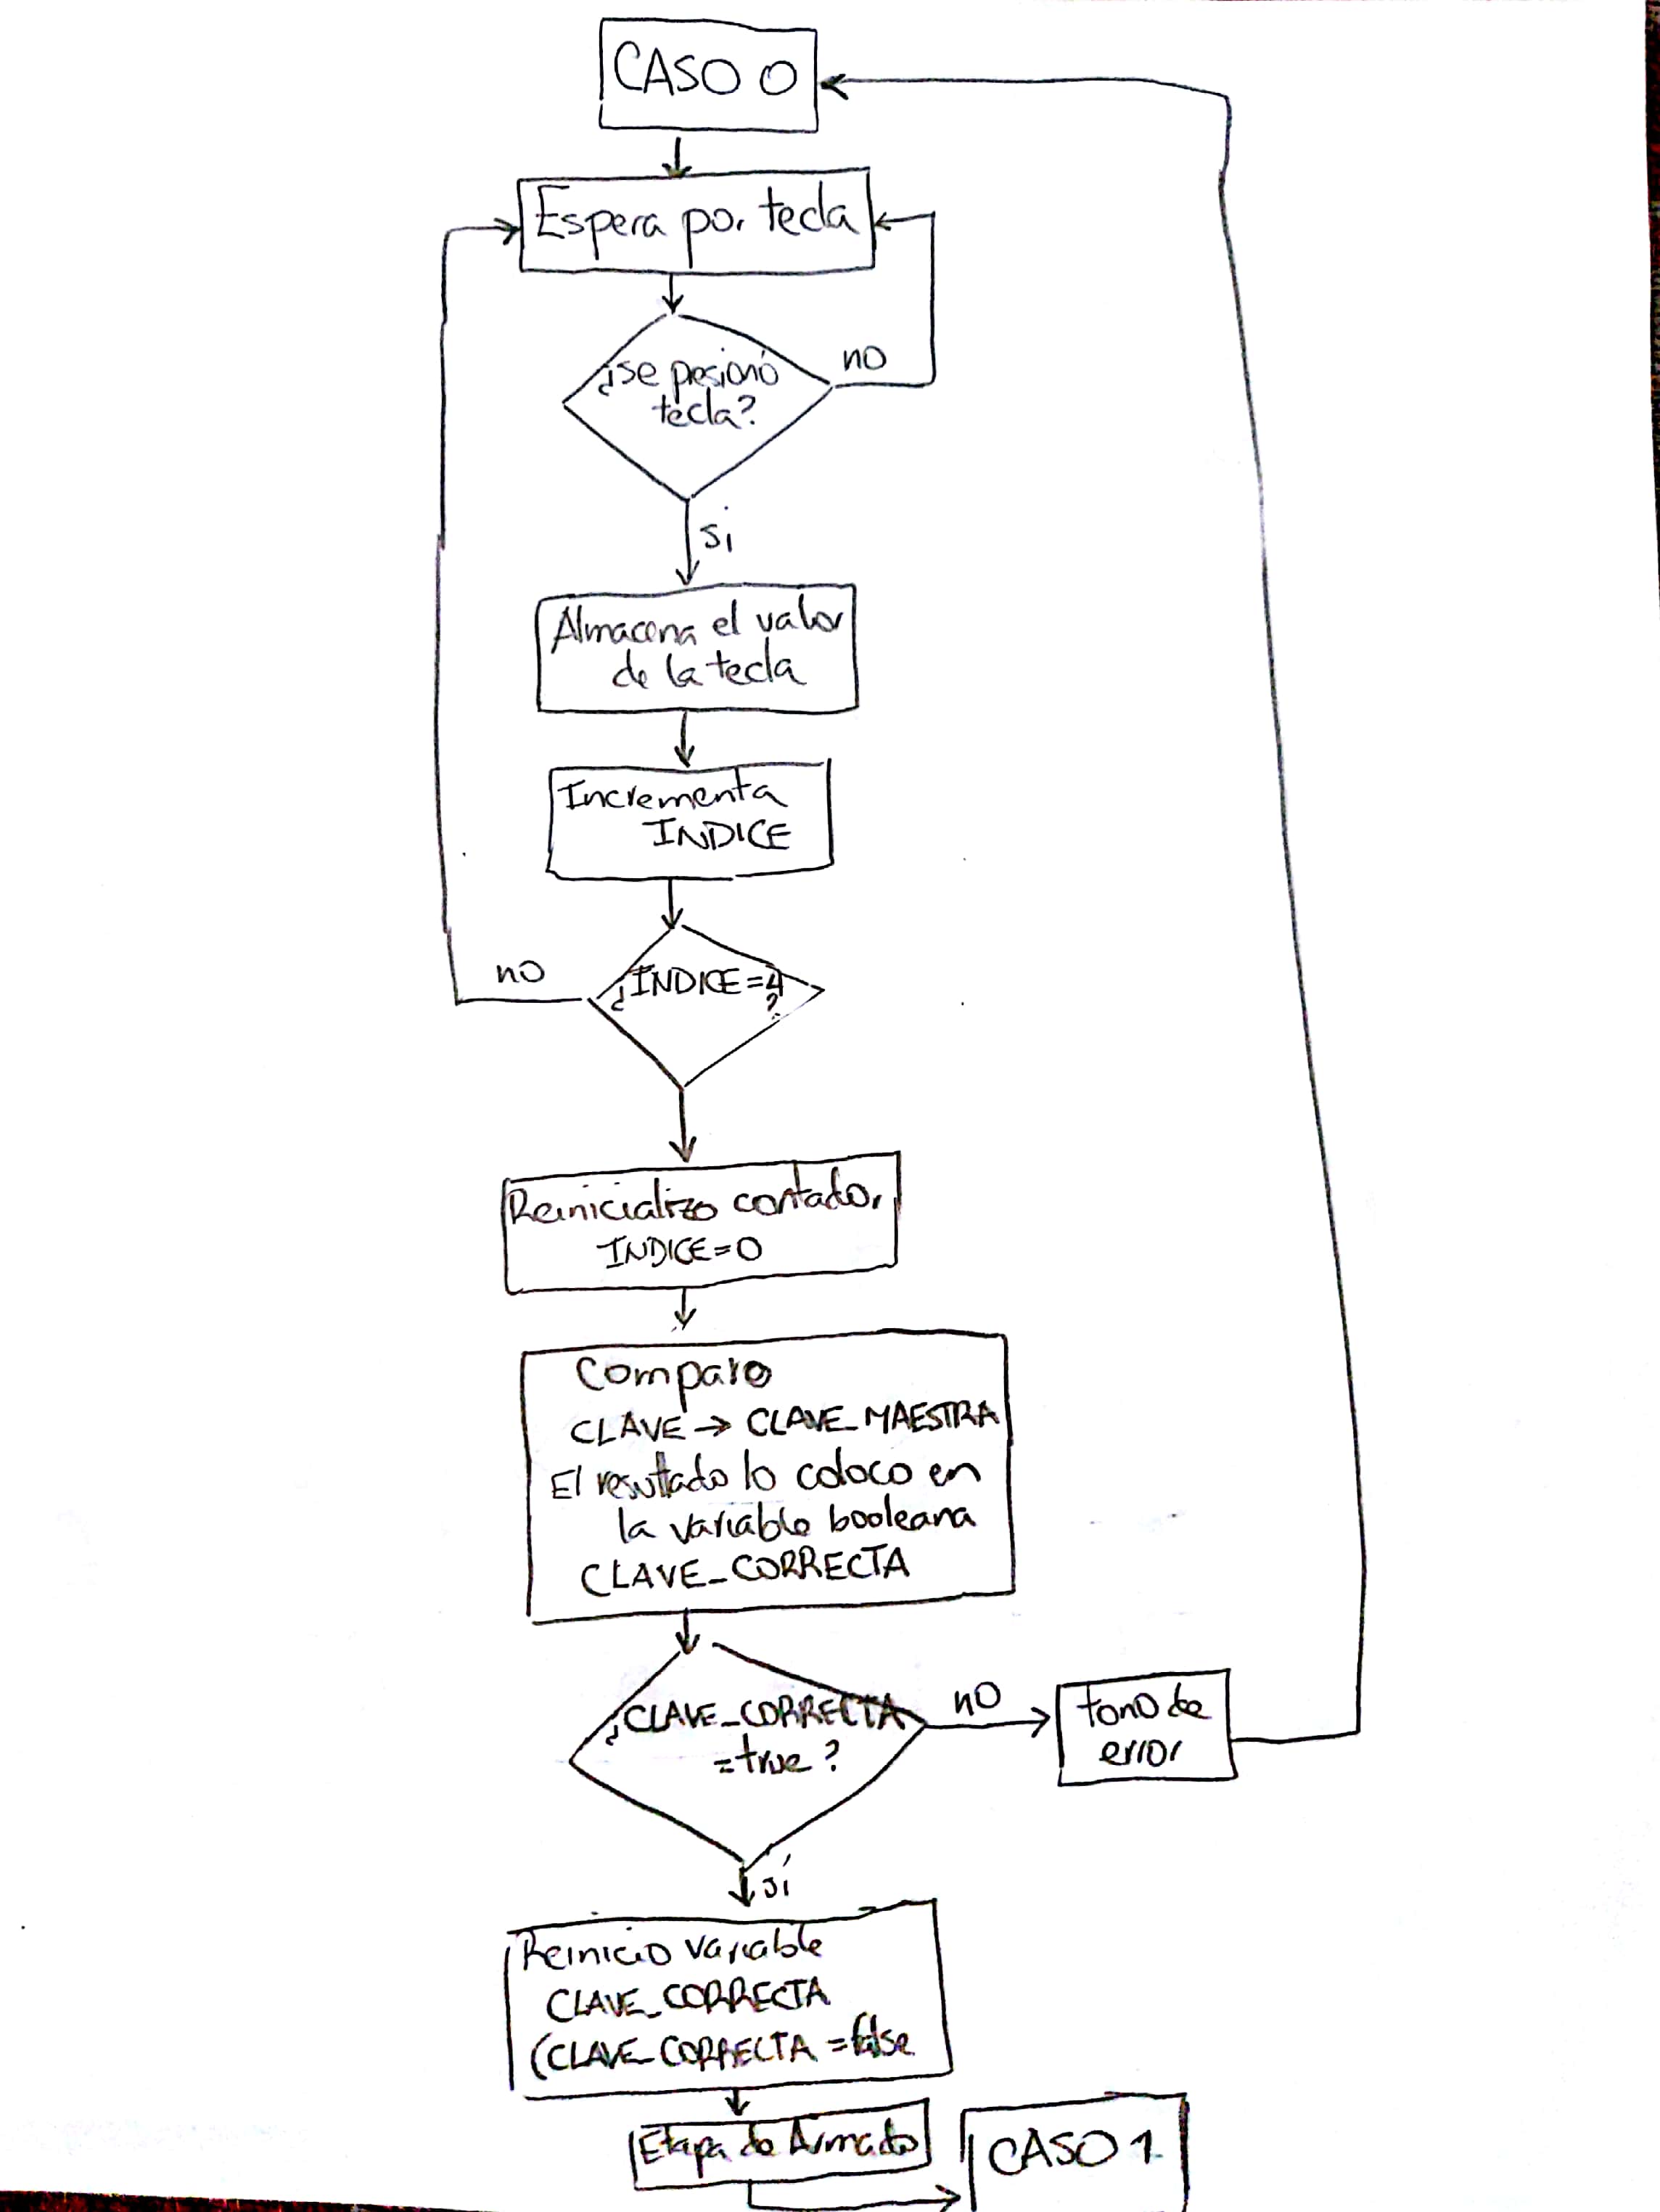 CASO 0
Espera por tecla
¿se presionó
tecla?
no
si
Almacena el valor
de la tecla
Incrementa
INDICE
¿INDICE=4
?
no
Reinicializo contador
INDICE=0
Comparo
CLAVE → CLAVE_MAESTRA
El resultado lo coloco en
la variable booleana
CLAVE_CORRECTA
¿CLAVE_CORRECTA
=true?
no
tono de
error
sí
Reinicio variable
CLAVE_CORRECTA
(CLAVE_CORRECTA = false
Etapa de Armado
CASO 1